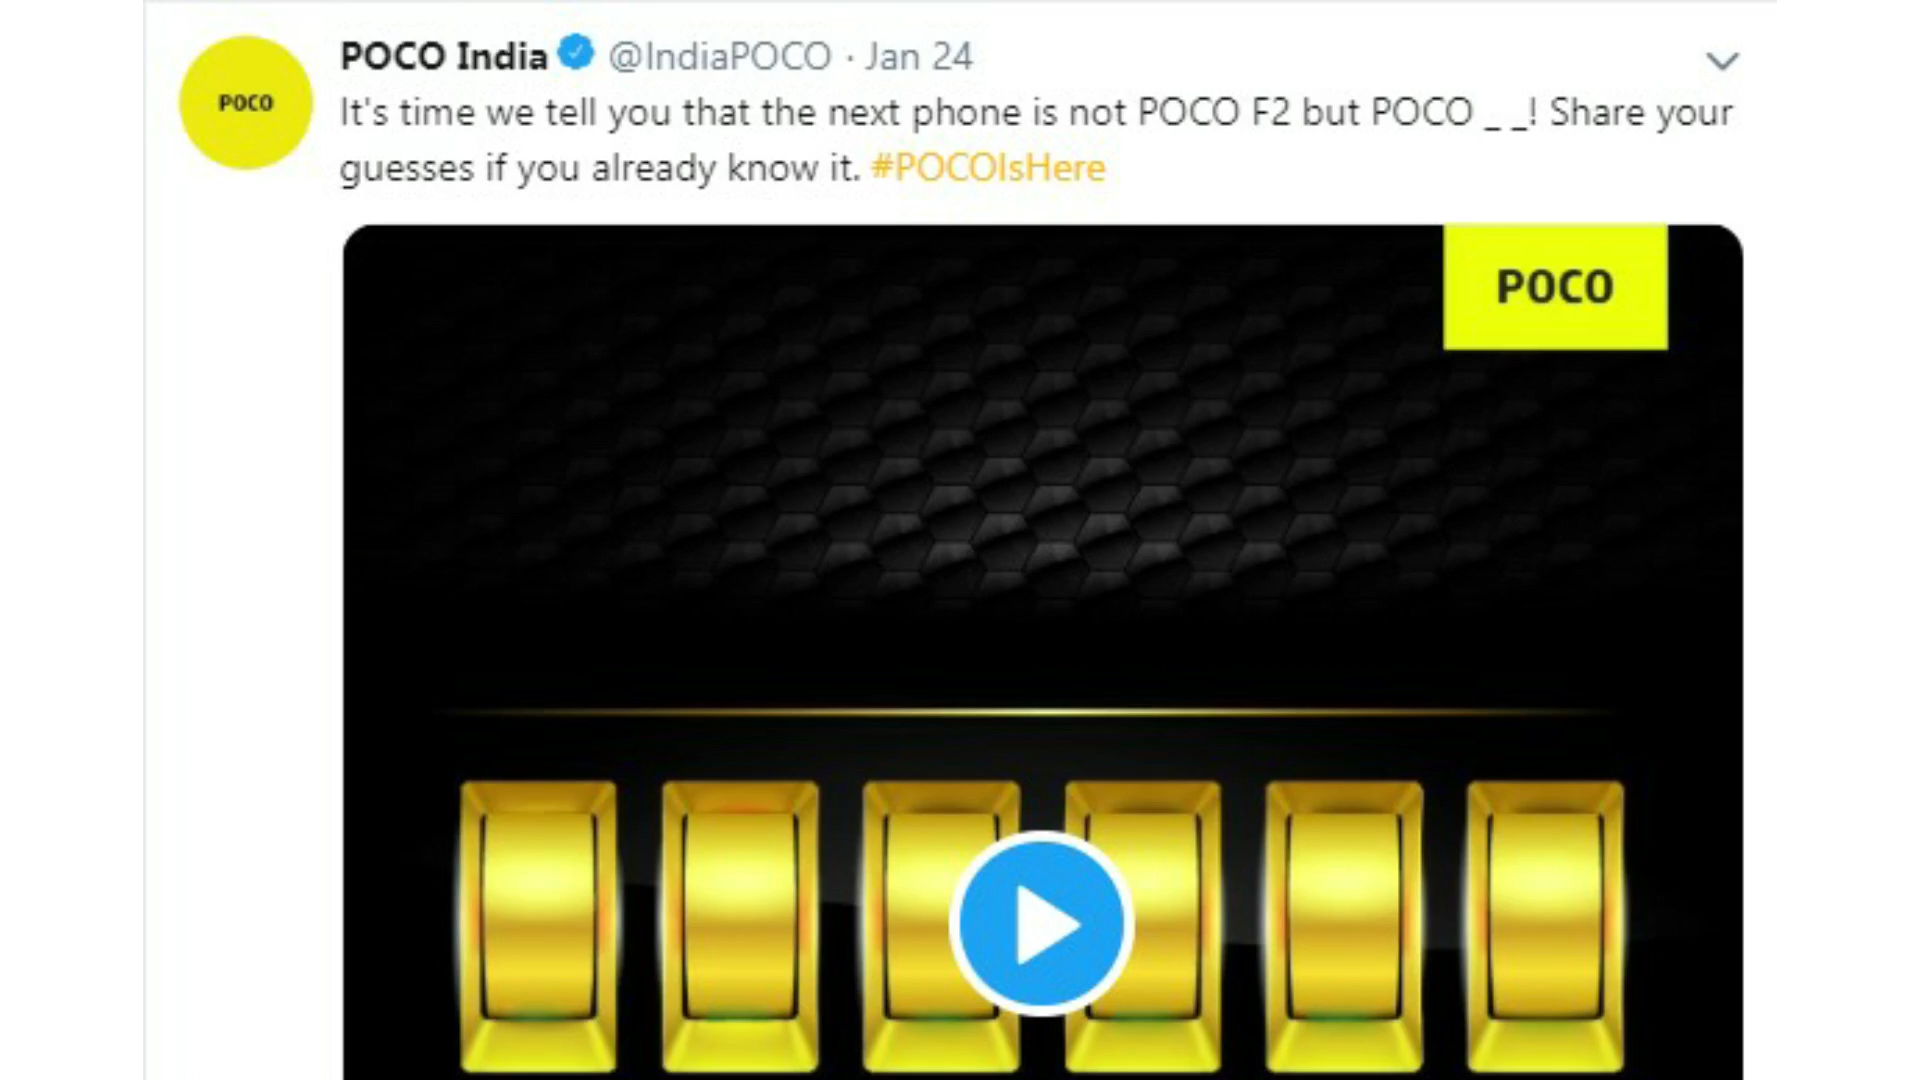 POCO India @IndiaPOCO · Jan 24
POCO
It's time we tell you that the next phone is not POCO F2 but POCO _ _! Share your
guesses if you already know it. #POCOIsHere
POCO